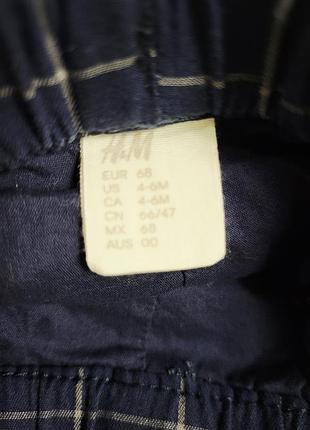 H&M
EUR 68
US 4-6M
CA 4-6M
CN 66/47
MX 68
AUS 00